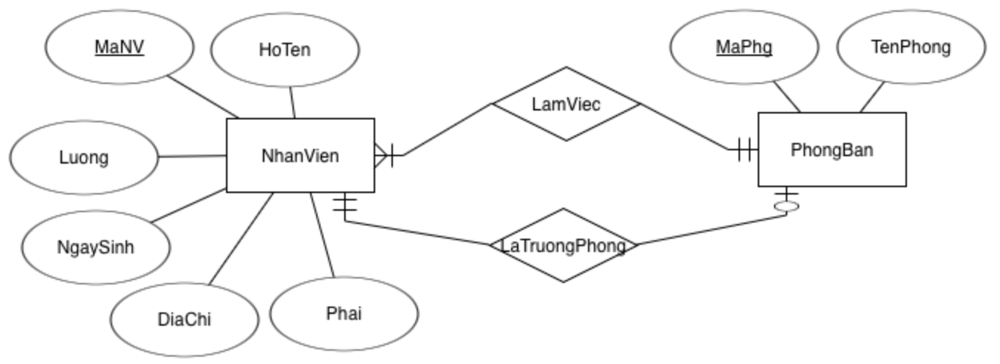 MaNV
HoTen
MaPhg
TenPhong
LamViec
Luong
NhanVien
PhongBan
NgaySinh
LaTruongPhong
DiaChi
Phai